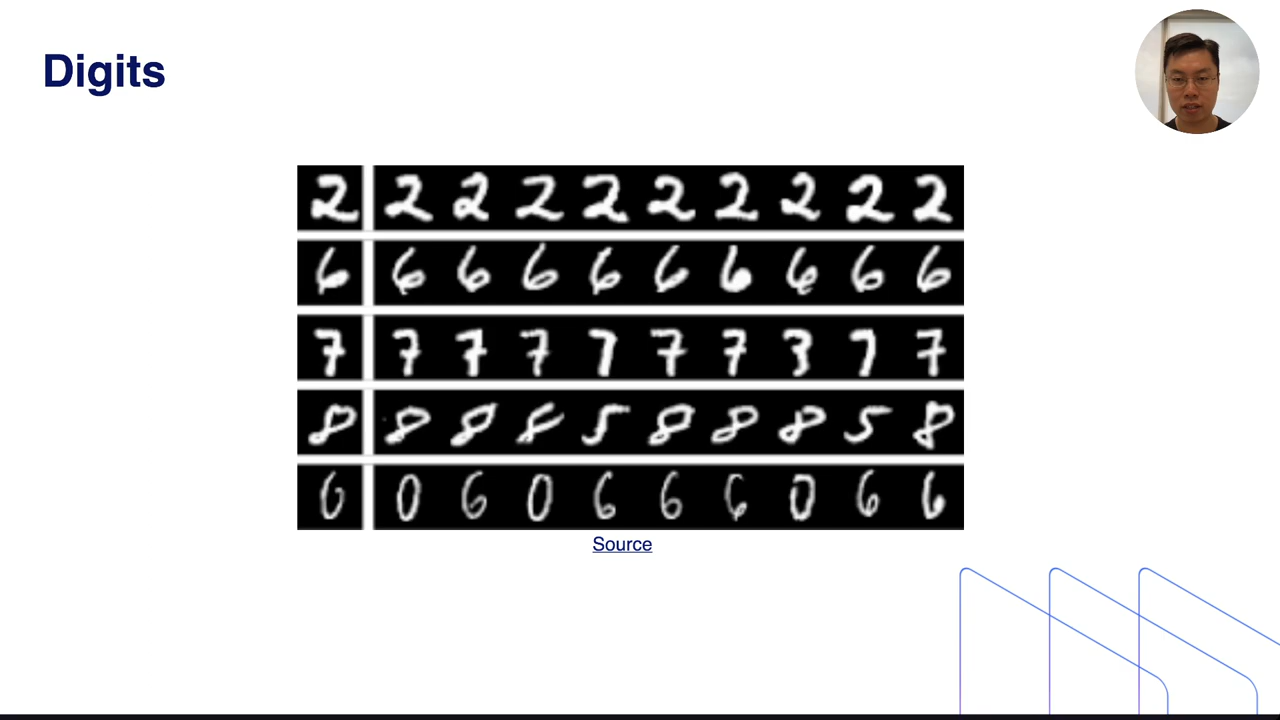 Digits
2 2 2 2 2 2 2 2 2 2
6 6 6 6 6 6 6 6 6 6
7 7 7 7 7 7 7 3 7 7
8 8 8 8 5 8 8 8 5 8
6 0 6 0 6 6 6 0 6 6
Source